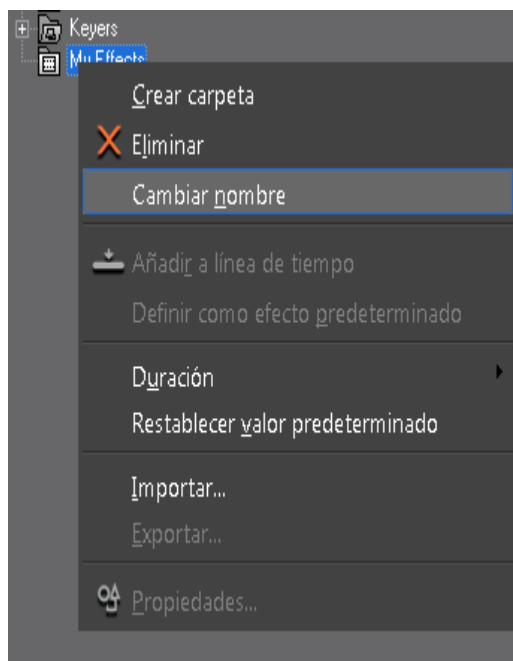 Keyers
My Effects
Crear carpeta
Eliminar
Cambiar nombre
Añadir a línea de tiempo
Definir como efecto predeterminado
Duración
Restablecer valor predeterminado
Importar...
Exportar...
Propiedades...